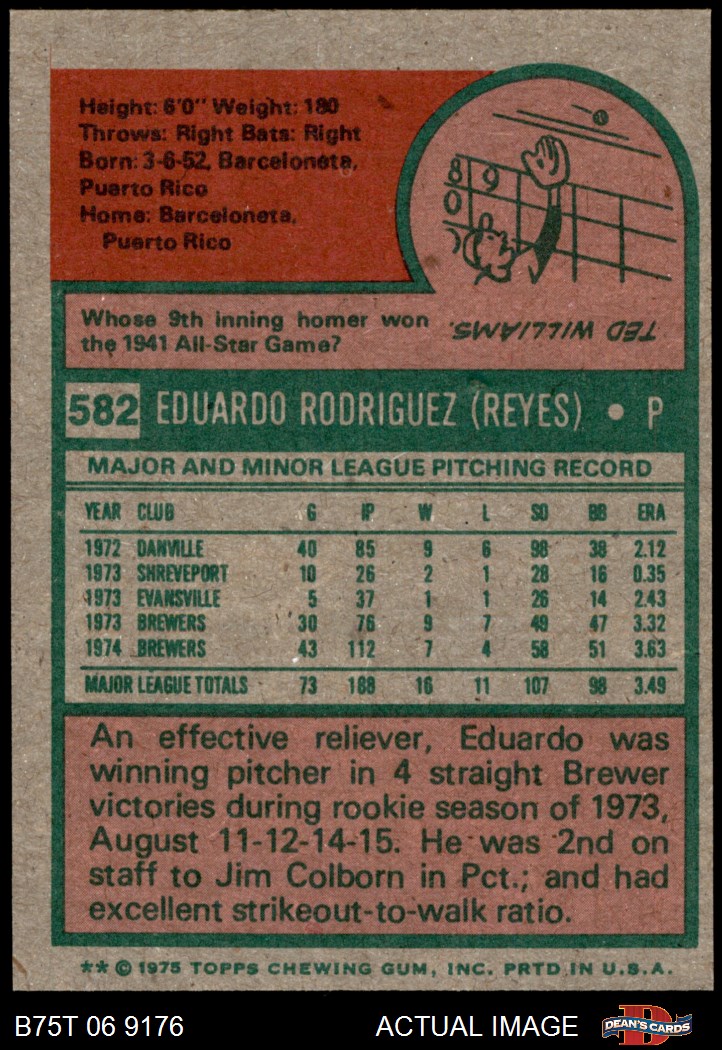 Height: 6'0" Weight: 180
Throws: Right Bats: Right
Born: 3-6-52, Barceloneta,
Puerto Rico
Home: Barceloneta,
Puerto Rico
8 9
0
Whose 9th inning homer won
the 1941 All-Star Game?
TED WILLIAMS.
582 EDUARDO RODRIGUEZ (REYES) • P
MAJOR AND MINOR LEAGUE PITCHING RECORD
YEAR CLUB G IP W L SO BB ERA
1972 DANVILLE 40 85 9 6 98 38 2.12
1973 SHREVEPORT 10 26 2 1 28 16 0.35
1973 EVANSVILLE 5 37 1 1 26 14 2.43
1973 BREWERS 30 76 9 7 49 47 3.32
1974 BREWERS 43 112 7 4 58 51 3.63
MAJOR LEAGUE TOTALS 73 188 16 11 107 98 3.49
An effective reliever, Eduardo was
winning pitcher in 4 straight Brewer
victories during rookie season of 1973,
August 11-12-14-15. He was 2nd on
staff to Jim Colborn in Pct.; and had
excellent strikeout-to-walk ratio.
** © 1975 TOPPS CHEWING GUM, INC. PRTD. IN U.S.A.
B75T 06 9176 ACTUAL IMAGE DEAN'S CARDS